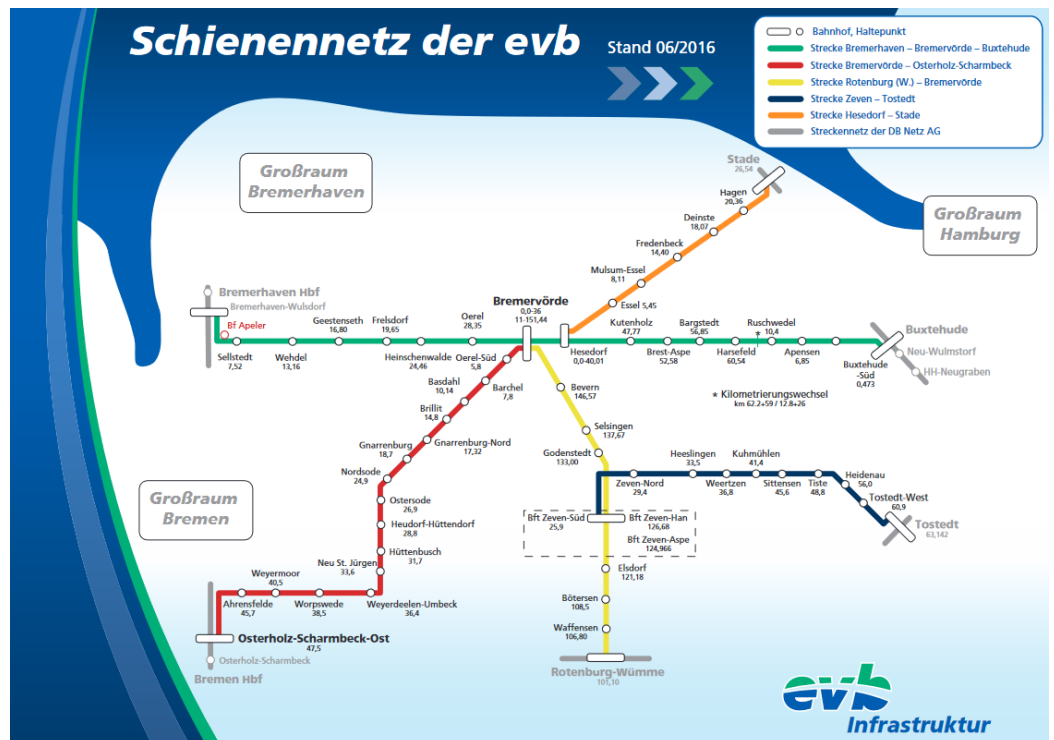 Schienennetz der evb
Stand 06/2016
Bahnhof, Haltepunkt
Strecke Bremerhaven – Bremervörde – Buxtehude
Strecke Bremervörde – Osterholz-Scharmbeck
Strecke Rotenburg (W.) – Bremervörde
Strecke Zeven – Tostedt
Strecke Hesedorf – Stade
Streckennetz der DB Netz AG
Großraum
Bremerhaven
Großraum
Hamburg
Großraum
Bremen
Stade
26,54
Hagen
20,36
Deinste
18,07
Fredenbeck
14,40
Mulsum-Essel
8,11
Essel 5,45
Bremerhaven Hbf
Bremerhaven-Wulsdorf
Bf Apeler
Sellstedt
7,52
Wehdel
13,16
Geestenseth
16,80
Frelsdorf
19,65
Heinschenwalde
24,46
Oerel
28,35
Bremervörde
0,0-36
11-151,44
Hesedorf
0,0-40,01
Kutenholz
47,77
Brest-Aspe
52,58
Bargstedt
56,85
Harsefeld
60,54
Ruschwedel
* 10,4
Apensen
6,85
Buxtehude
-Süd
0,473
Buxtehude
Neu-Wulmstorf
HH-Neugraben
* Kilometrierungswechsel
km 62.2+59 / 12.8+26
Oerel-Süd
5,8
Barchel
7,8
Basdahl
10,14
Brillit
14,8
Gnarrenburg-Nord
17,32
Gnarrenburg
18,7
Nordsode
24,9
Ostersode
26,9
Heudorf-Hüttendorf
28,8
Hüttenbusch
31,7
Neu St. Jürgen
33,6
Weyerdeelen-Umbeck
36,4
Worpswede
38,5
Weyermoor
40,5
Ahrensfelde
45,7
Osterholz-Scharmbeck-Ost
47,5
Osterholz-Scharmbeck
Bremen Hbf
Bevern
146,57
Selsingen
137,67
Godenstedt
133,00
Zeven-Nord
29,4
Heeslingen
33,5
Weertzen
36,8
Kuhmühlen
41,4
Sittensen
45,6
Tiste
48,8
Heidenau
56,0
Tostedt-West
60,9
Tostedt
63,142
Bft Zeven-Süd
25,9
Bft Zeven-Han
126,68
Bft Zeven-Aspe
124,966
Elsdorf
121,18
Bötersen
108,5
Waffensen
106,80
Rotenburg-Wümme
101,10
evb
Infrastruktur